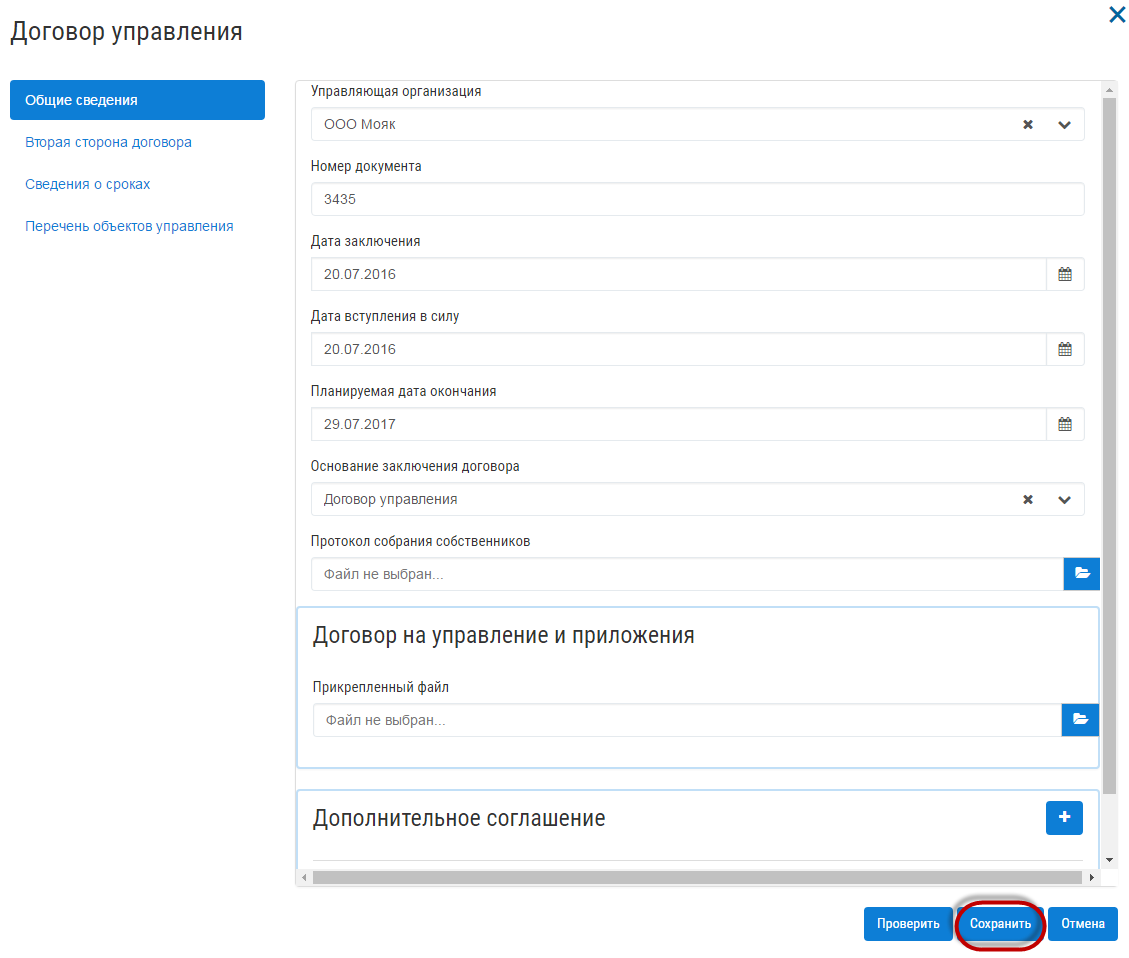 Договор управления
Общие сведения
Вторая сторона договора
Сведения о сроках
Перечень объектов управления
Управляющая организация
ООО Мояк
Номер документа
3435
Дата заключения
20.07.2016
Дата вступления в силу
20.07.2016
Планируемая дата окончания
29.07.2017
Основание заключения договора
Договор управления
Протокол собрания собственников
Файл не выбран...
Договор на управление и приложения
Прикрепленный файл
Файл не выбран...
Дополнительное соглашение
Проверить Сохранить Отмена